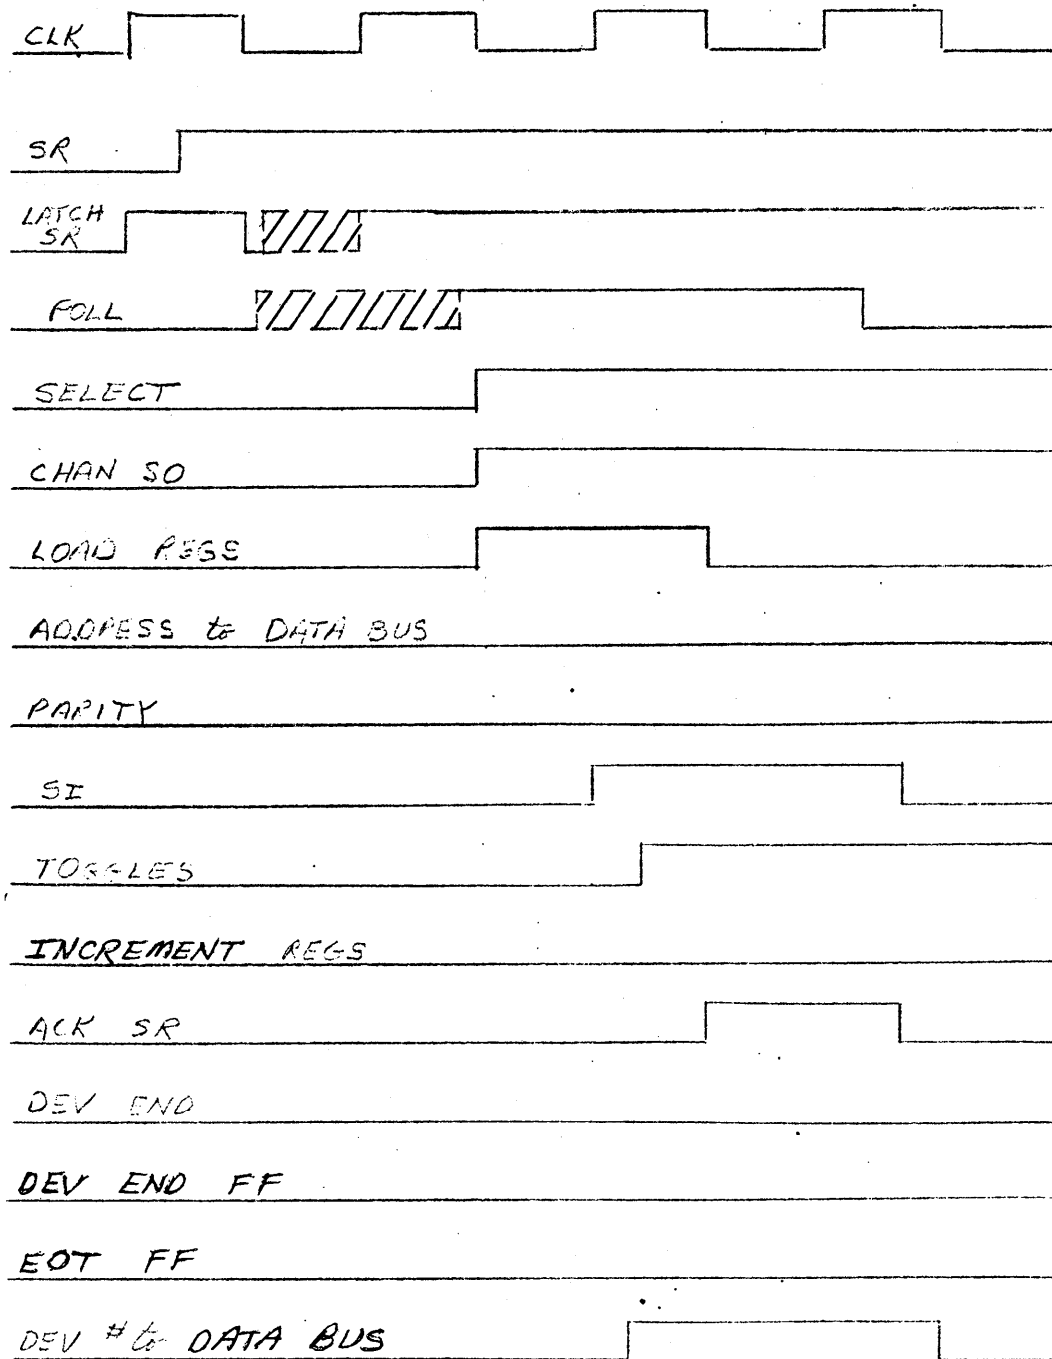 CLK
SR
LATCH
SR
POLL
SELECT
CHAN SO
LOAD REGS
ADDRESS to DATA BUS
PARITY
SI
TOGGLES
INCREMENT REGS
ACK SR
DEV END
DEV END FF
EOT FF
DEV # to DATA BUS